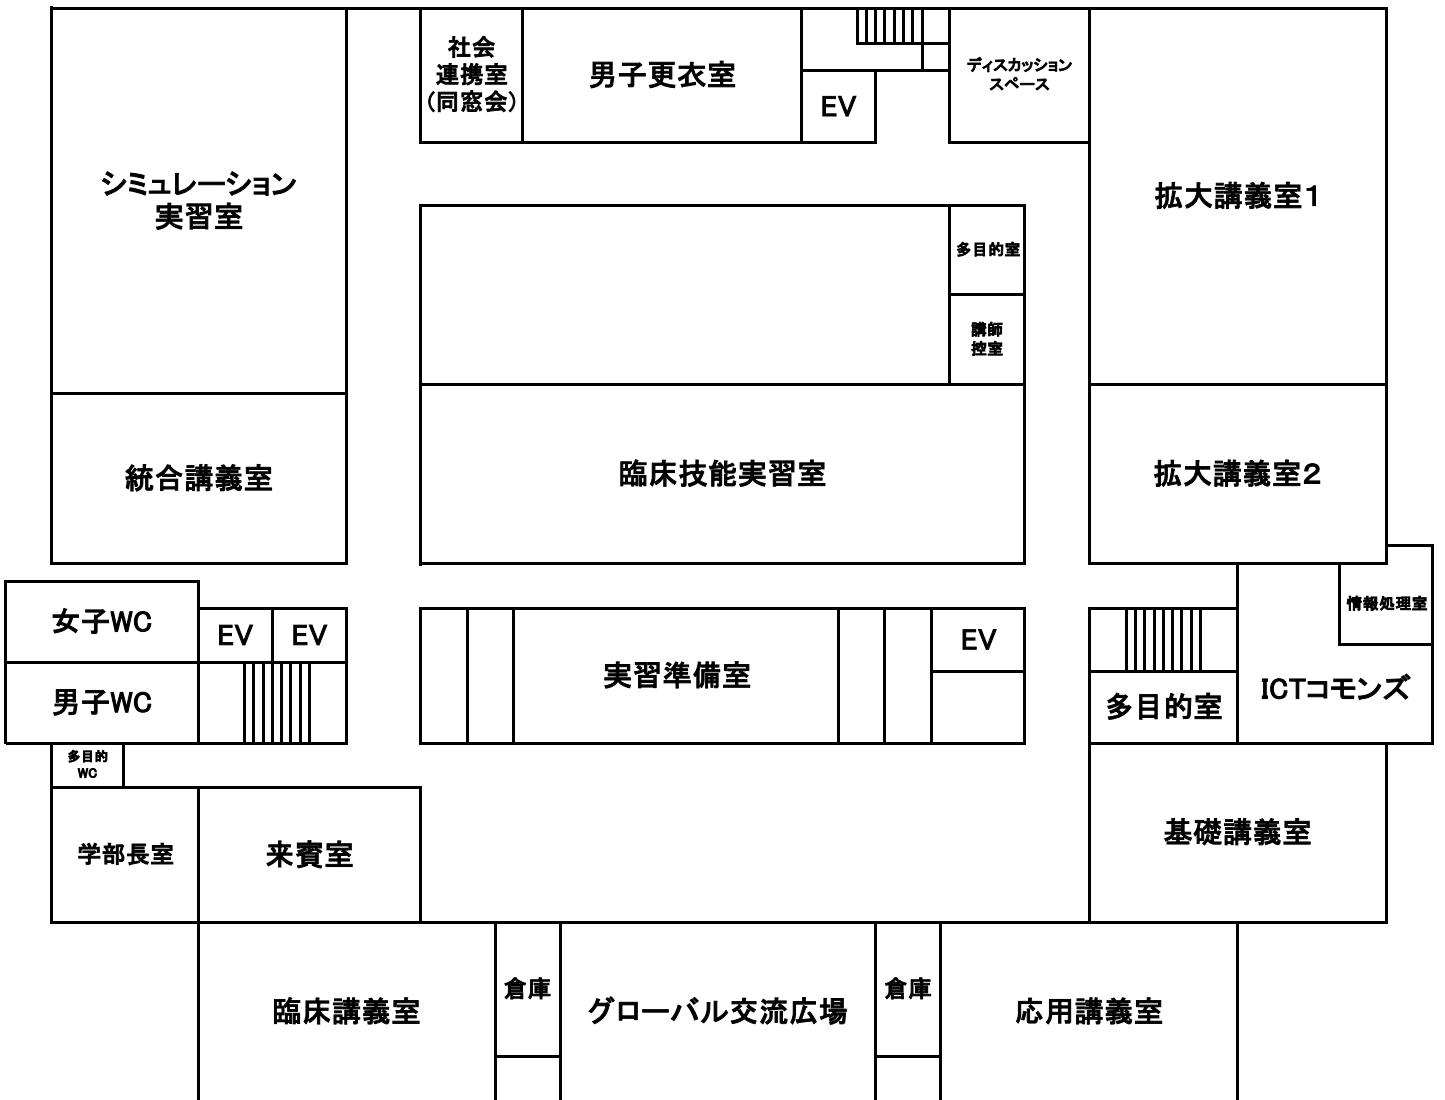 社会
連携室
(同窓会)
男子更衣室
EV
ディスカッション
スペース
シミュレーション
実習室
拡大講義室1
多目的室
講師
控室
統合講義室
臨床技能実習室
拡大講義室2
女子WC
EV
EV
男子WC
多目的
WC
実習準備室
EV
多目的室
ICTコモンズ
情報処理室
学部長室
来賓室
基礎講義室
臨床講義室
倉庫
グローバル交流広場
倉庫
応用講義室